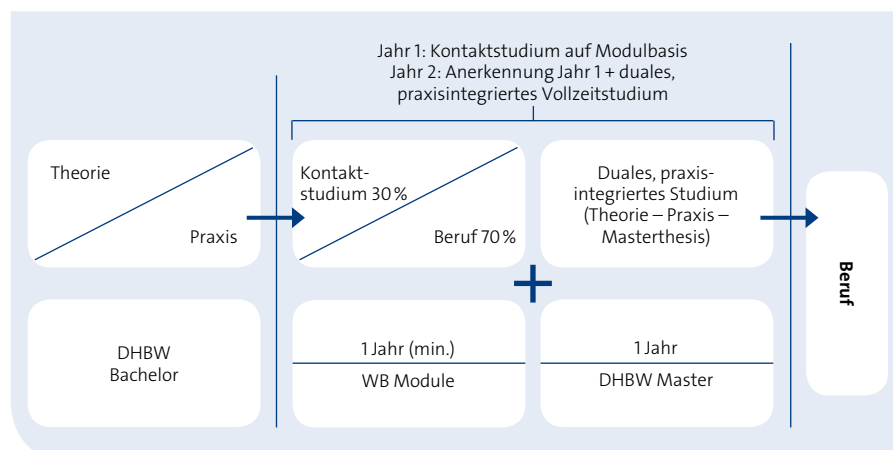 Jahr 1: Kontaktstudium auf Modulbasis
Jahr 2: Anerkennung Jahr 1 + duales,
praxisintegriertes Vollzeitstudium
Theorie
Praxis
Kontakt-
studium 30 %
Beruf 70 %
Duales, praxis-
integriertes Studium
(Theorie – Praxis –
Masterthesis)
Beruf
DHBW
Bachelor
1 Jahr (min.)
WB Module
1 Jahr
DHBW Master